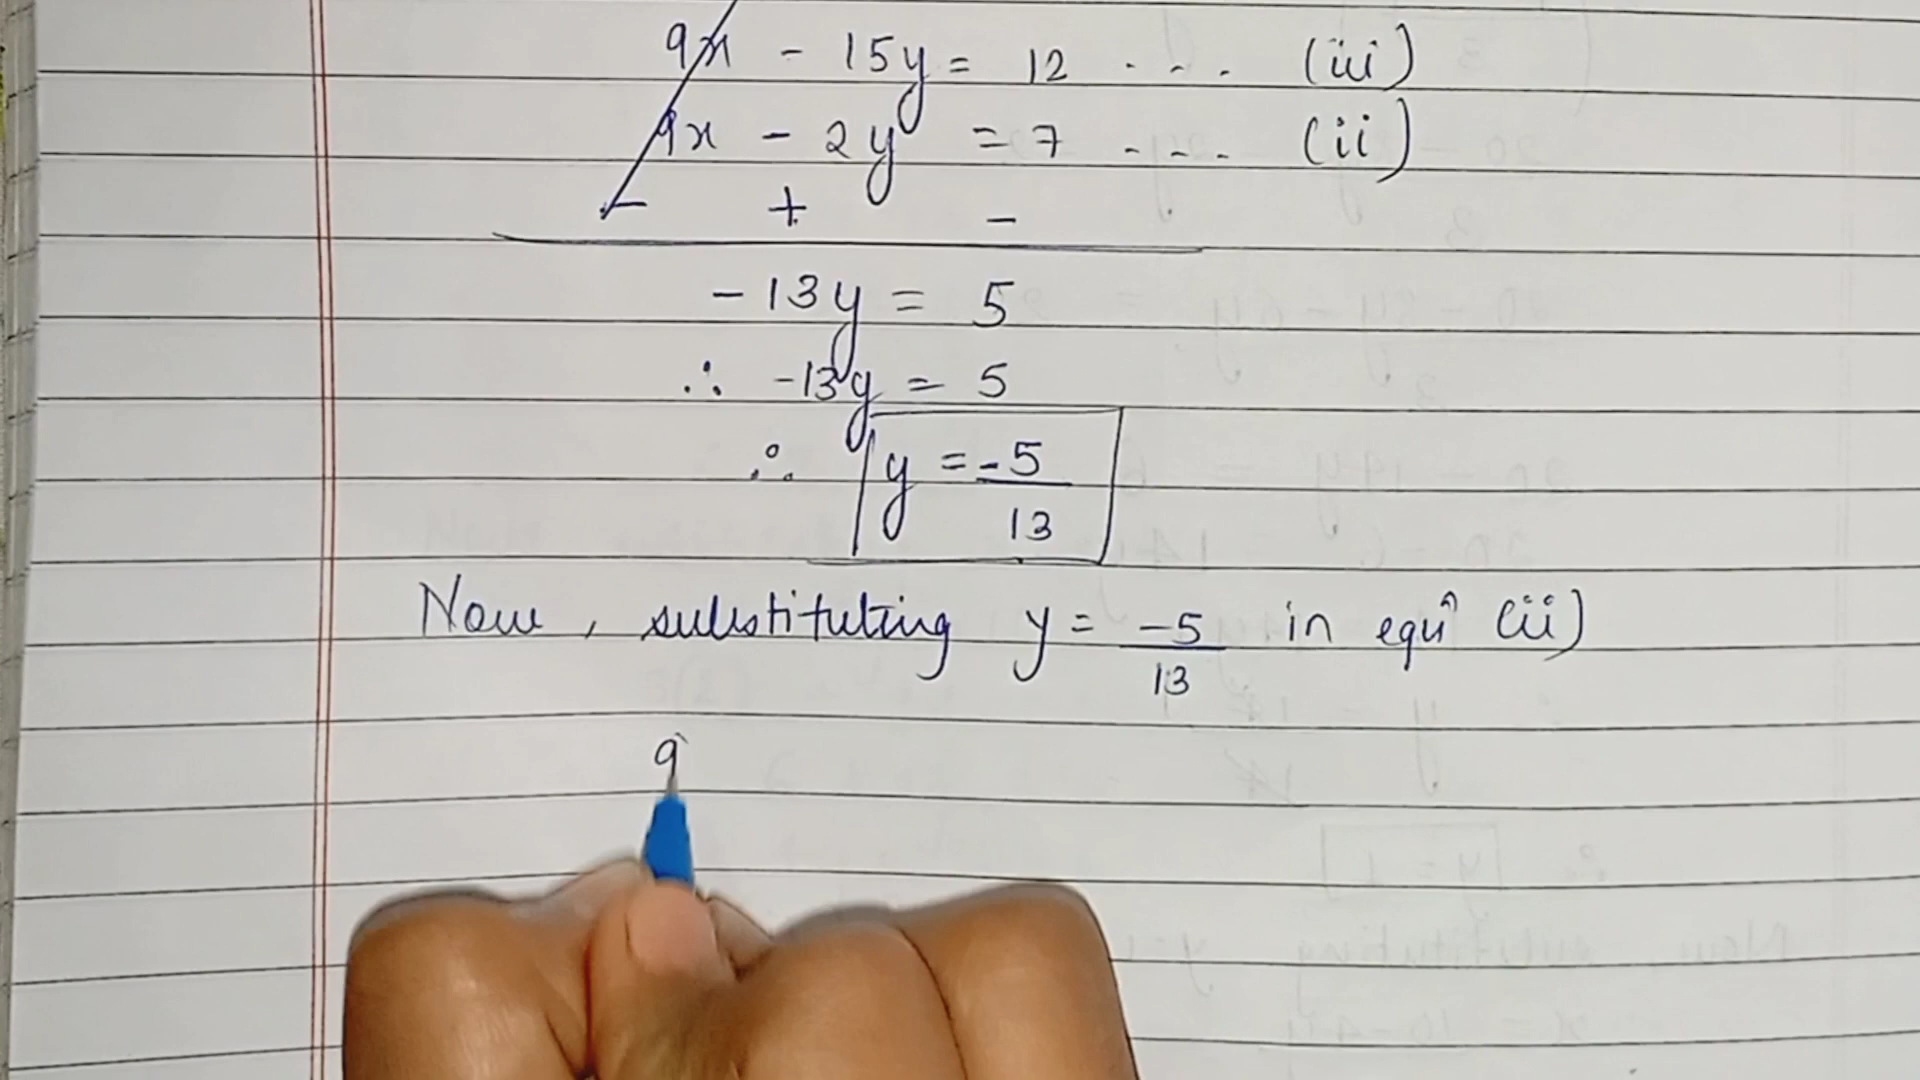 9x - 15y = 12 ... (iii)
9x - 2y = 7 ... (ii)
- + -
-13y = 5
∴ -13y = 5
∴ y = -5/13
Now, substituting y = -5/13 in equⁿ (ii)
9